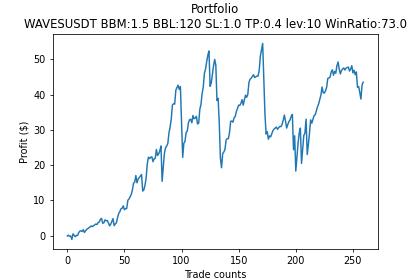 Portfolio
WAVESUSDT BBM:1.5 BBL:120 SL:1.0 TP:0.4 lev:10 WinRatio:73.0
Profit ($)
50
40
30
20
10
0
0 50 100 150 200 250
Trade counts